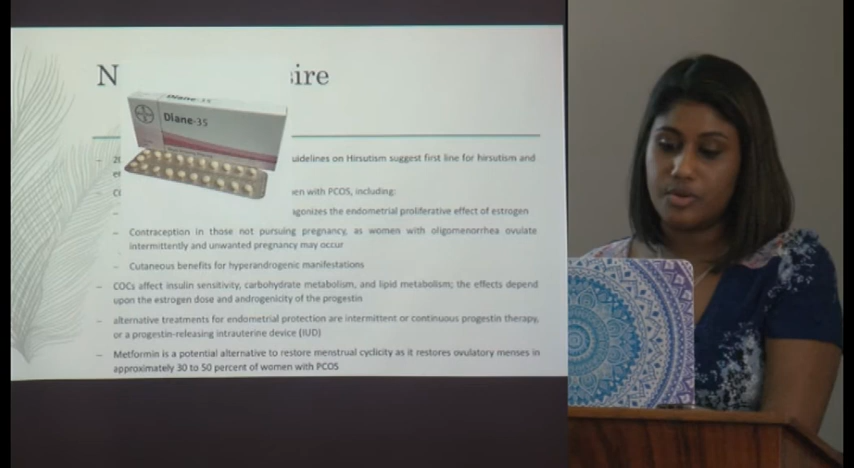 N
ire
Diane-35
Diane-35
uidelines on Hirsutism suggest first line for hirsutism and
en with PCOS, including:
agonizes the endometrial proliferative effect of estrogen
– Contraception in those not pursuing pregnancy, as women with oligomenorrhea ovulate
intermittently and unwanted pregnancy may occur
– Cutaneous benefits for hyperandrogenic manifestations
– COCs affect insulin sensitivity, carbohydrate metabolism, and lipid metabolism; the effects depend
upon the estrogen dose and androgenicity of the progestin
– alternative treatments for endometrial protection are intermittent or continuous progestin therapy,
or a progestin-releasing intrauterine device (IUD)
– Metformin is a potential alternative to restore menstrual cyclicity as it restores ovulatory menses in
approximately 30 to 50 percent of women with PCOS